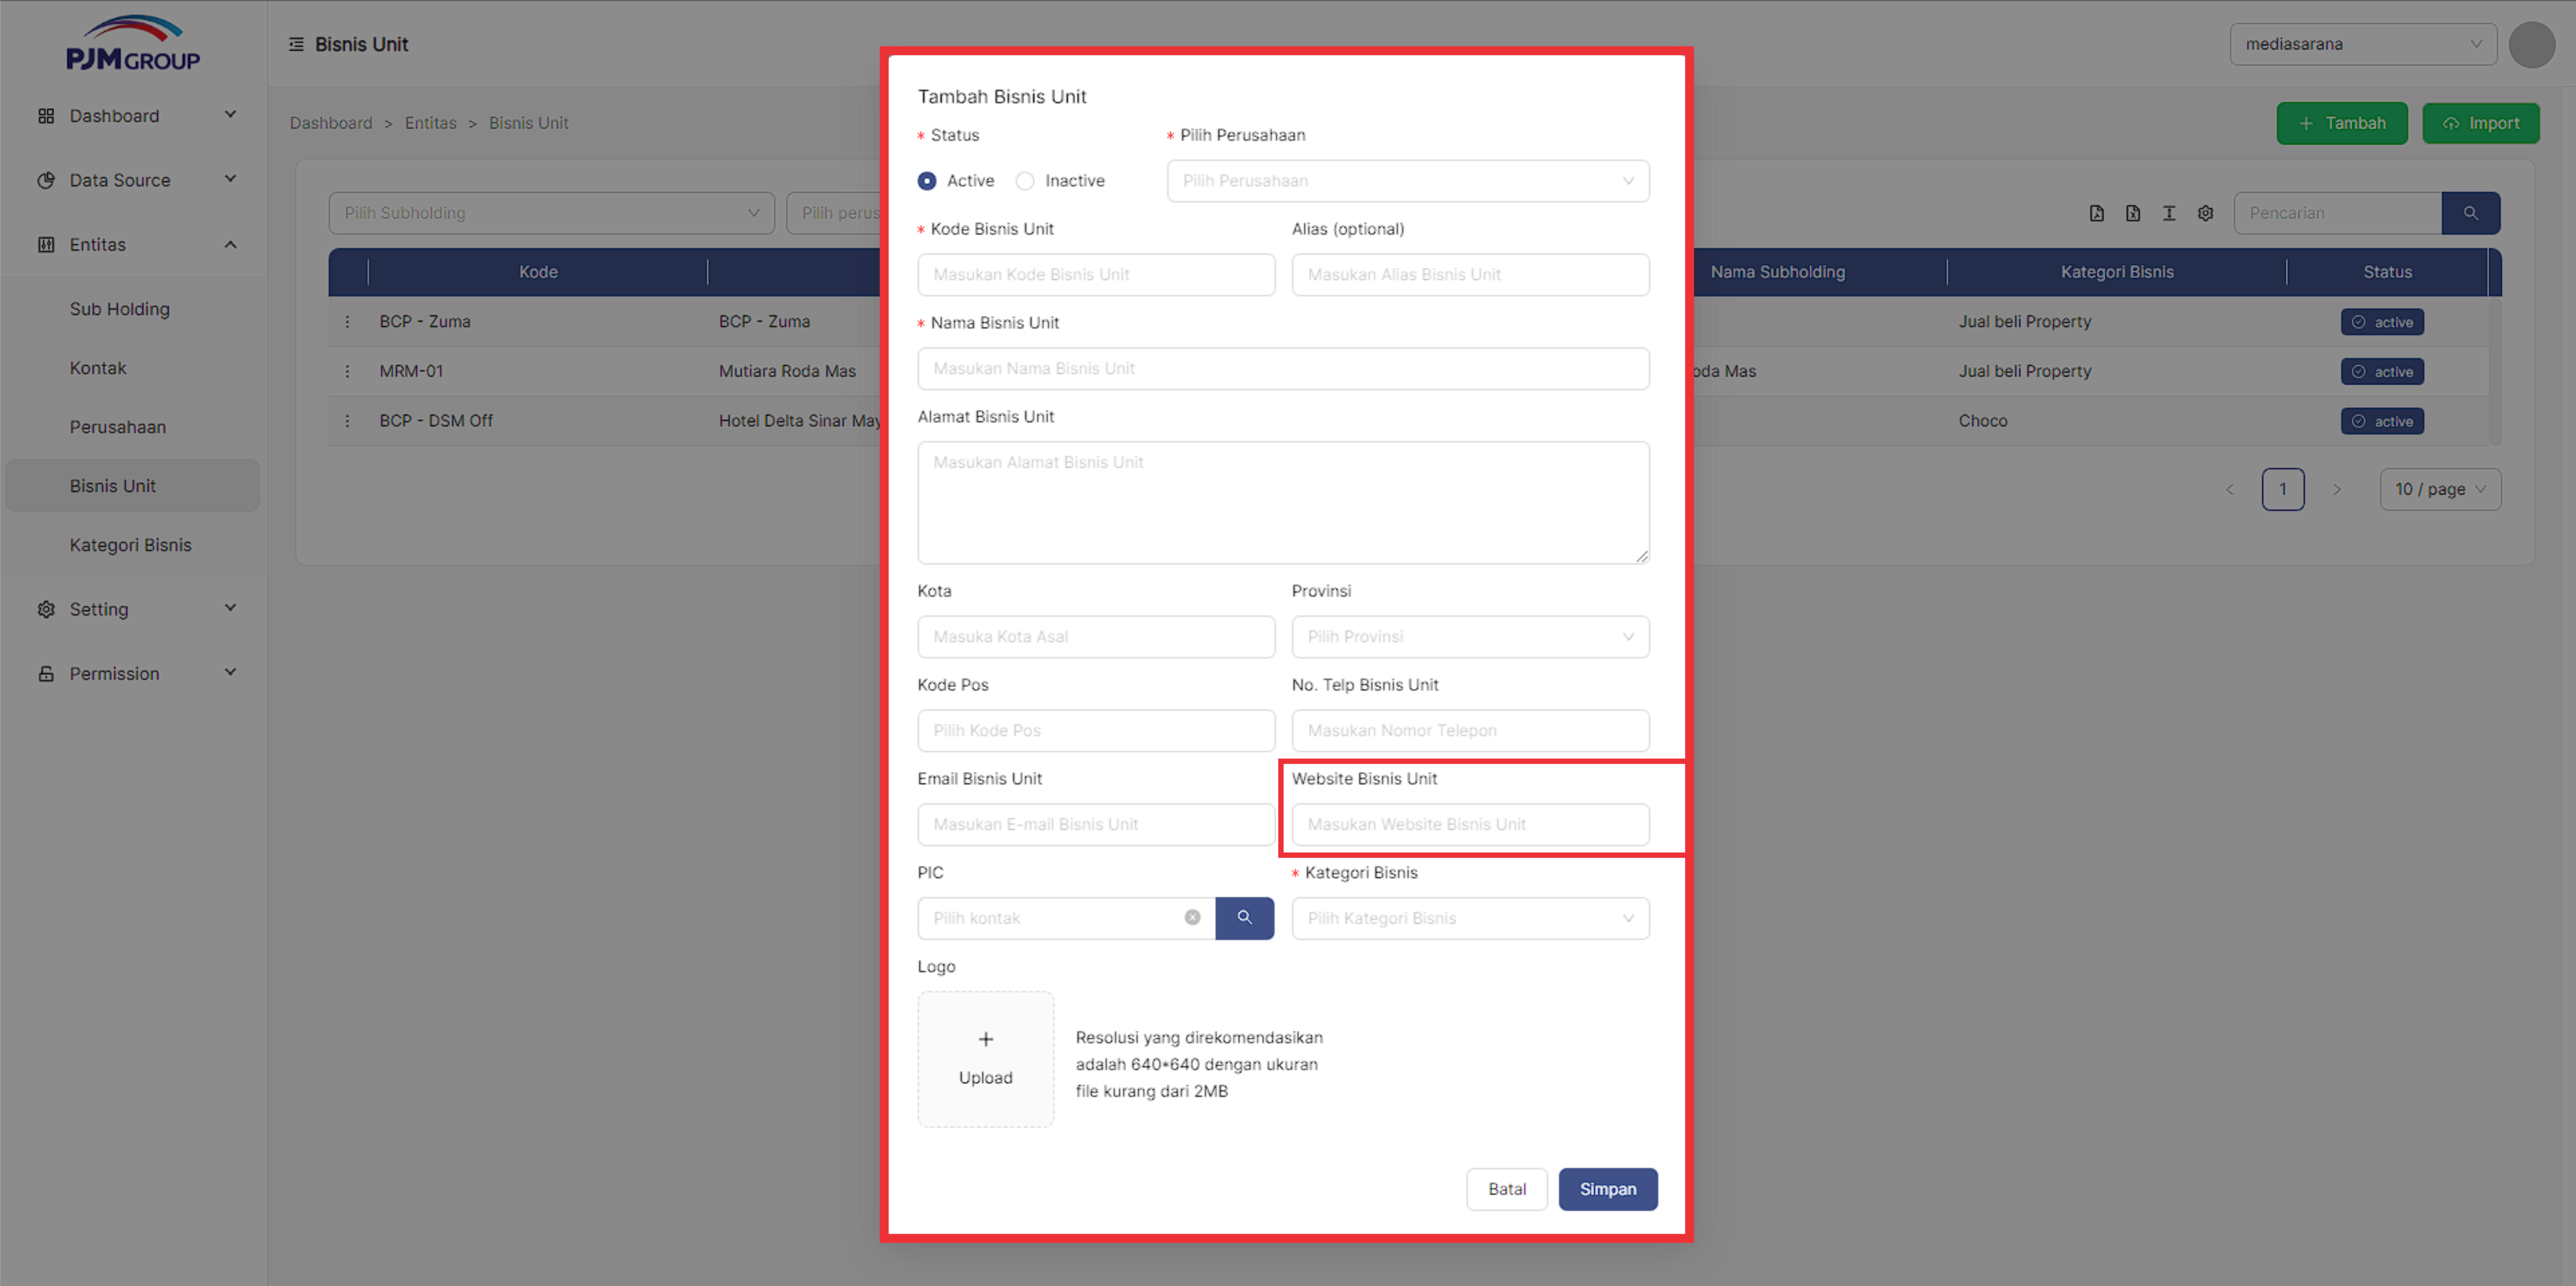 PJM GROUP
Bisnis Unit
mediasarana
Dashboard
Data Source
Entitas
Sub Holding
Kontak
Perusahaan
Bisnis Unit
Kategori Bisnis
Setting
Permission
Dashboard > Entitas > Bisnis Unit
+ Tambah
Import
Pilih Subholding
Pilih perus
Pencarian
Kode
Nama Subholding
Kategori Bisnis
Status
BCP - Zuma
BCP - Zuma
Jual beli Property
active
MRM-01
Mutiara Roda Mas
oda Mas
Jual beli Property
active
BCP - DSM Off
Hotel Delta Sinar May
Choco
active
< 1 >
10 / page
Tambah Bisnis Unit
* Status
* Pilih Perusahaan
Active
Inactive
Pilih Perusahaan
* Kode Bisnis Unit
Alias (optional)
Masukan Kode Bisnis Unit
Masukan Alias Bisnis Unit
* Nama Bisnis Unit
Masukan Nama Bisnis Unit
Alamat Bisnis Unit
Masukan Alamat Bisnis Unit
Kota
Provinsi
Masuka Kota Asal
Pilih Provinsi
Kode Pos
No. Telp Bisnis Unit
Pilih Kode Pos
Masukan Nomor Telepon
Email Bisnis Unit
Website Bisnis Unit
Masukan E-mail Bisnis Unit
Masukan Website Bisnis Unit
PIC
* Kategori Bisnis
Pilih kontak
Pilih Kategori Bisnis
Logo
+
Upload
Resolusi yang direkomendasikan
adalah 640*640 dengan ukuran
file kurang dari 2MB
Batal
Simpan